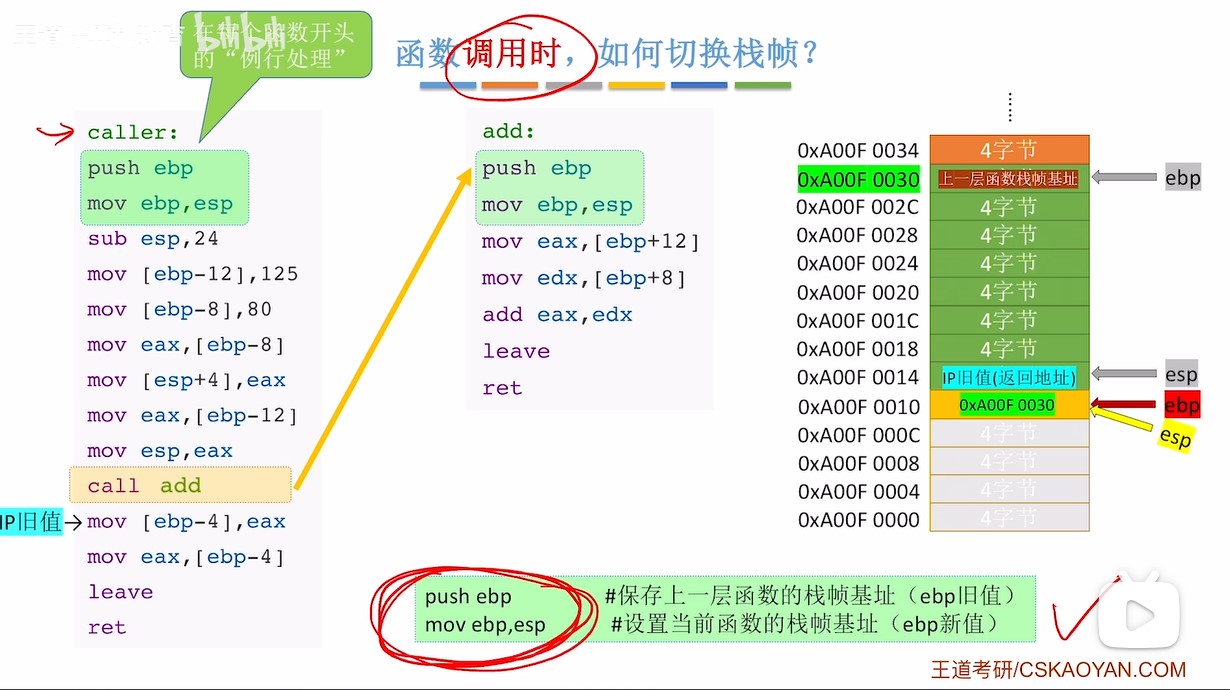 在每个函数开头
的“例行处理”
bilibili
函数调用时，如何切换栈帧？
caller:
push ebp
mov ebp,esp
sub esp,24
mov [ebp-12],125
mov [ebp-8],80
mov eax,[ebp-8]
mov [esp+4],eax
mov eax,[ebp-12]
mov esp,eax
call add
IP旧值
mov [ebp-4],eax
mov eax,[ebp-4]
leave
ret
add:
push ebp
mov ebp,esp
mov eax,[ebp+12]
mov edx,[ebp+8]
add eax,edx
leave
ret
0xA00F 0034 4字节
0xA00F 0030 上一层函数栈帧基址 ebp
0xA00F 002C 4字节
0xA00F 0028 4字节
0xA00F 0024 4字节
0xA00F 0020 4字节
0xA00F 001C 4字节
0xA00F 0018 4字节
0xA00F 0014 IP旧值(返回地址) esp
0xA00F 0010 0xA00F 0030 ebp
esp
0xA00F 000C 4字节
0xA00F 0008 4字节
0xA00F 0004 4字节
0xA00F 0000 4字节
push ebp #保存上一层函数的栈帧基址（ebp旧值）
mov ebp,esp #设置当前函数的栈帧基址（ebp新值）
王道考研/CSKAOYAN.COM